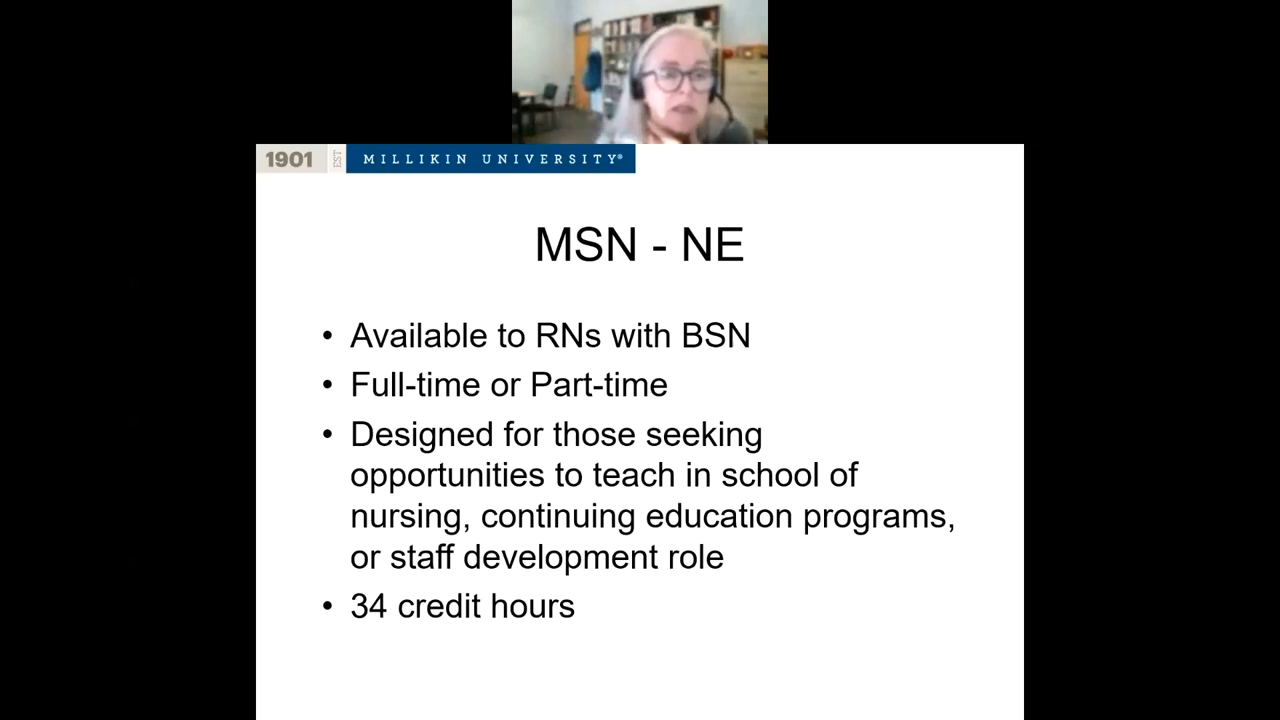 1901 EST MILLIKIN UNIVERSITY®
MSN - NE
• Available to RNs with BSN
• Full-time or Part-time
• Designed for those seeking
opportunities to teach in school of
nursing, continuing education programs,
or staff development role
• 34 credit hours